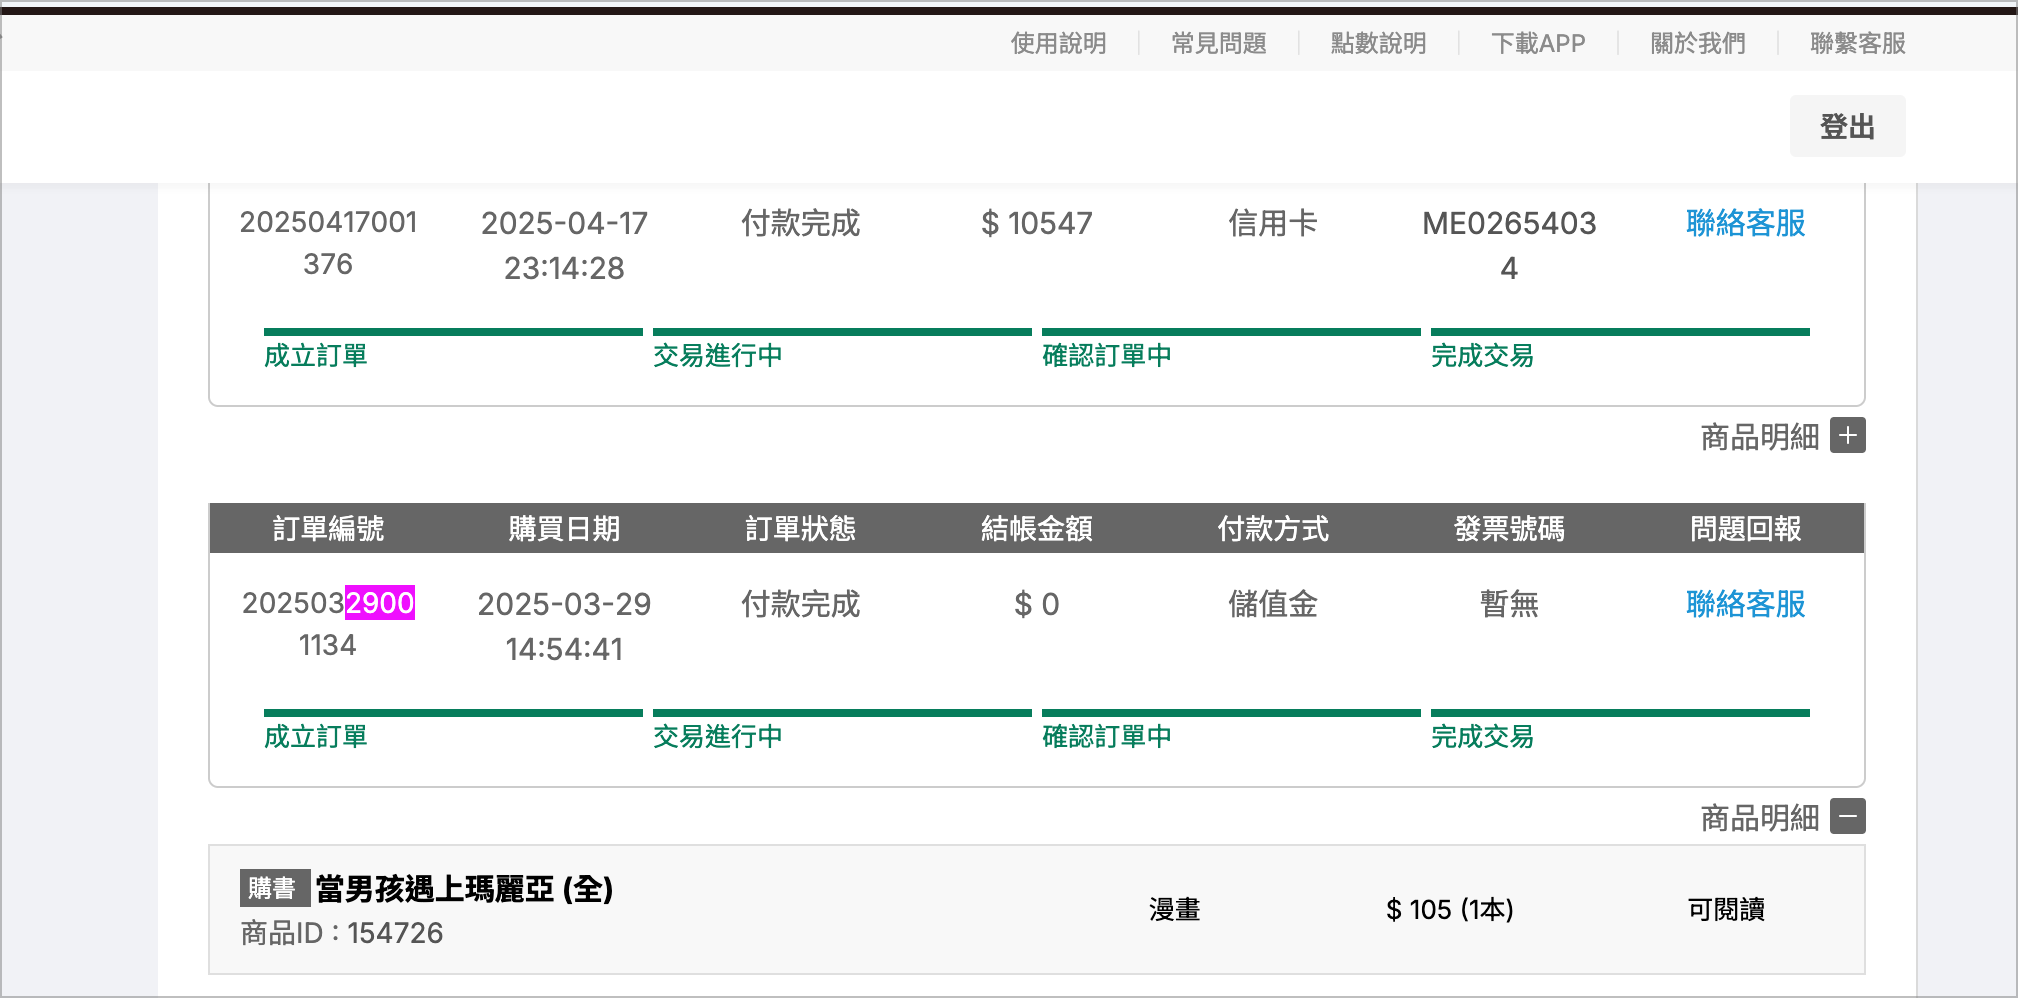 使用說明 常見問題 點數說明 下載APP 關於我們 聯繫客服
登出
20250417001 2025-04-17 付款完成 $ 10547 信用卡 ME0265403 聯絡客服
376 23:14:28 4
成立訂單 交易進行中 確認訂單中 完成交易
商品明細
訂單編號 購買日期 訂單狀態 結帳金額 付款方式 發票號碼 問題回報
2025032900 2025-03-29 付款完成 $ 0 儲值金 暫無 聯絡客服
1134 14:54:41
成立訂單 交易進行中 確認訂單中 完成交易
商品明細
購書 當男孩遇上瑪麗亞 (全)
漫畫 $ 105 (1本) 可閱讀
商品ID : 154726